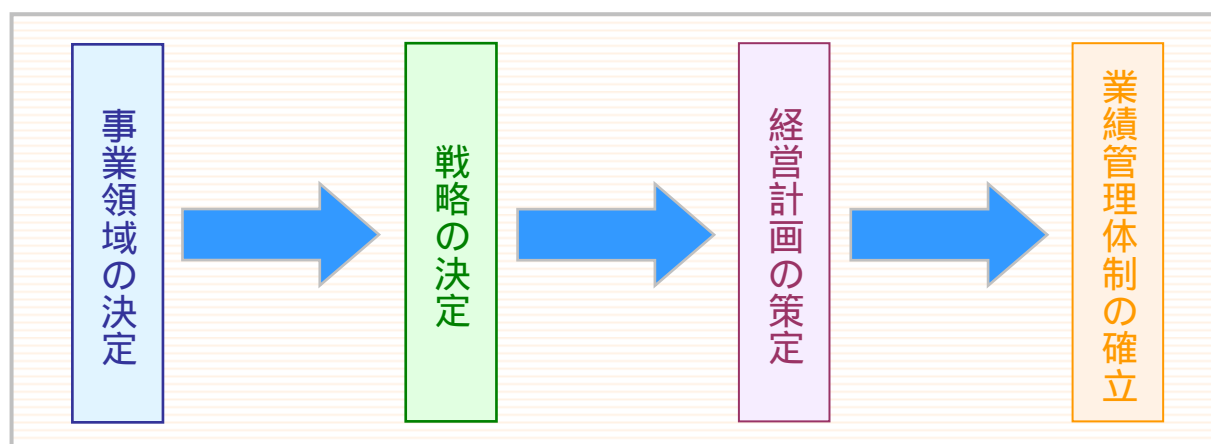 事業領域の決定
戦略の決定
経営計画の策定
業績管理体制の確立